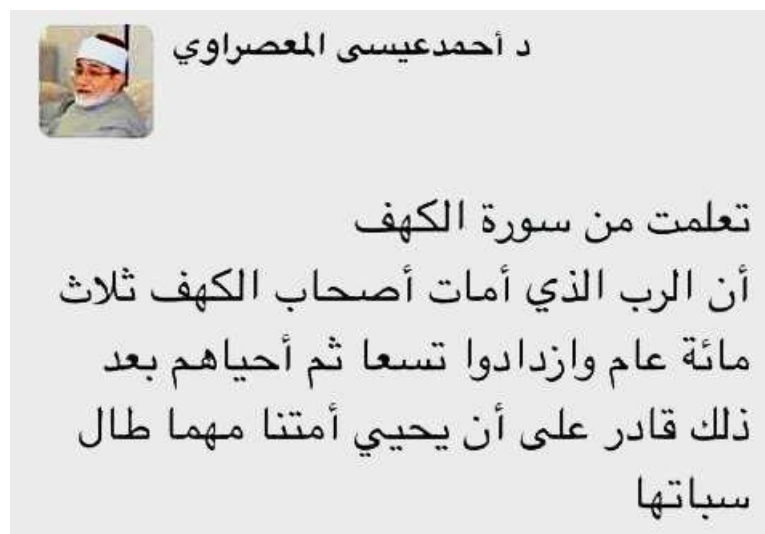 د أحمدعيسى المعصراوي
تعلمت من سورة الكهف
أن الرب الذي أمات أصحاب الكهف ثلاث
مائة عام وازدادوا تسعا ثم أحياهم بعد
ذلك قادر على أن يحيي أمتنا مهما طال
سباتها